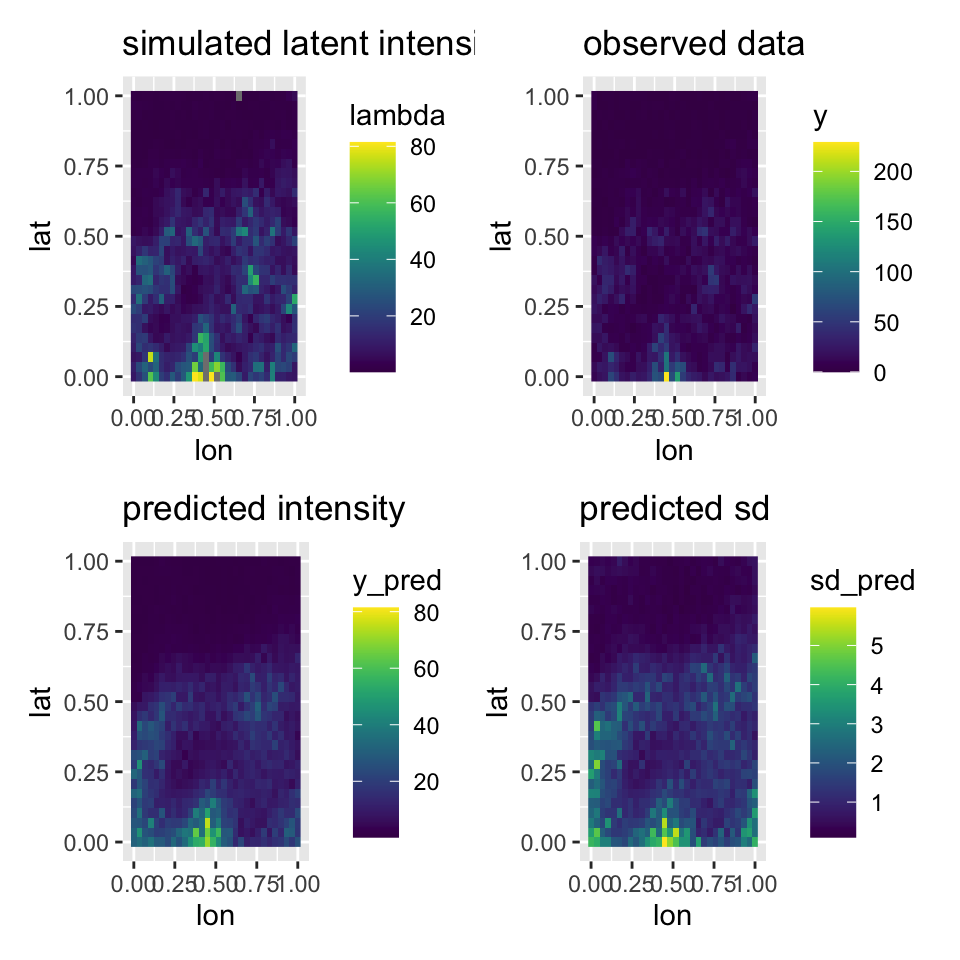 simulated latent intensi
lambda
80
60
40
20
lat
1.00
0.75
0.50
0.25
0.00
0.00 0.25 0.50 0.75 1.00
lon
observed data
y
200
150
100
50
0
lat
1.00
0.75
0.50
0.25
0.00
0.00 0.25 0.50 0.75 1.00
lon
predicted intensity
y_pred
80
60
40
20
lat
1.00
0.75
0.50
0.25
0.00
0.00 0.25 0.50 0.75 1.00
lon
predicted sd
sd_pred
5
4
3
2
1
lat
1.00
0.75
0.50
0.25
0.00
0.00 0.25 0.50 0.75 1.00
lon